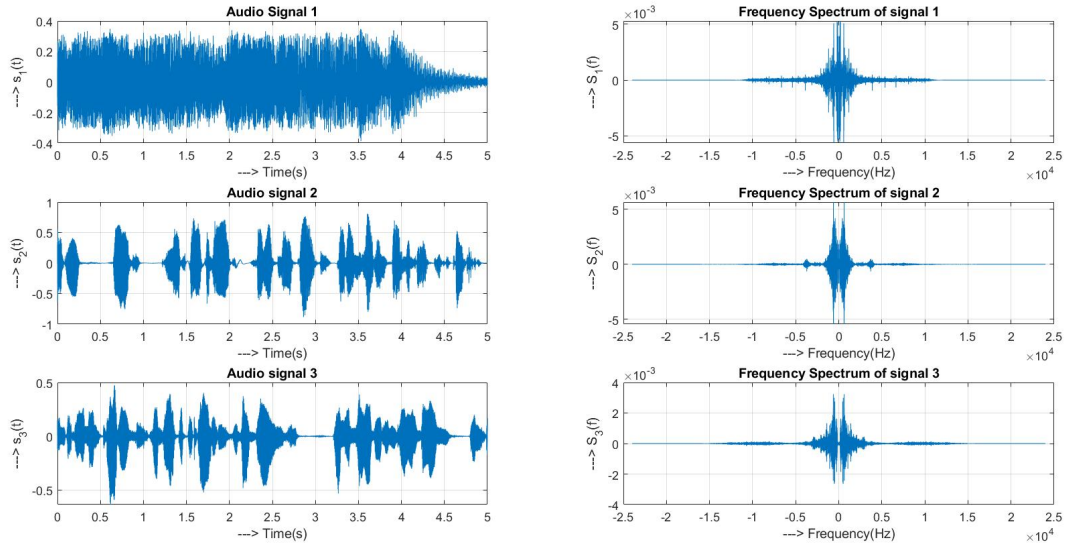 Audio Signal 1
0.4
0.2
0
-0.2
-0.4
---> s1(t)
0 0.5 1 1.5 2 2.5 3 3.5 4 4.5 5
---> Time(s)
Frequency Spectrum of signal 1
×10-3
5
0
-5
---> S1(f)
-2.5 -2 -1.5 -1 -0.5 0 0.5 1 1.5 2 2.5
---> Frequency(Hz)
×104
Audio signal 2
1
0.5
0
-0.5
-1
---> s2(t)
0 0.5 1 1.5 2 2.5 3 3.5 4 4.5 5
---> Time(s)
Frequency Spectrum of signal 2
×10-3
5
0
-5
---> S2(f)
-2.5 -2 -1.5 -1 -0.5 0 0.5 1 1.5 2 2.5
---> Frequency(Hz)
×104
Audio signal 3
0.5
0
-0.5
---> s3(t)
0 0.5 1 1.5 2 2.5 3 3.5 4 4.5 5
---> Time(s)
Frequency Spectrum of signal 3
×10-3
4
2
0
-2
-4
---> S3(f)
-2.5 -2 -1.5 -1 -0.5 0 0.5 1 1.5 2 2.5
---> Frequency(Hz)
×104